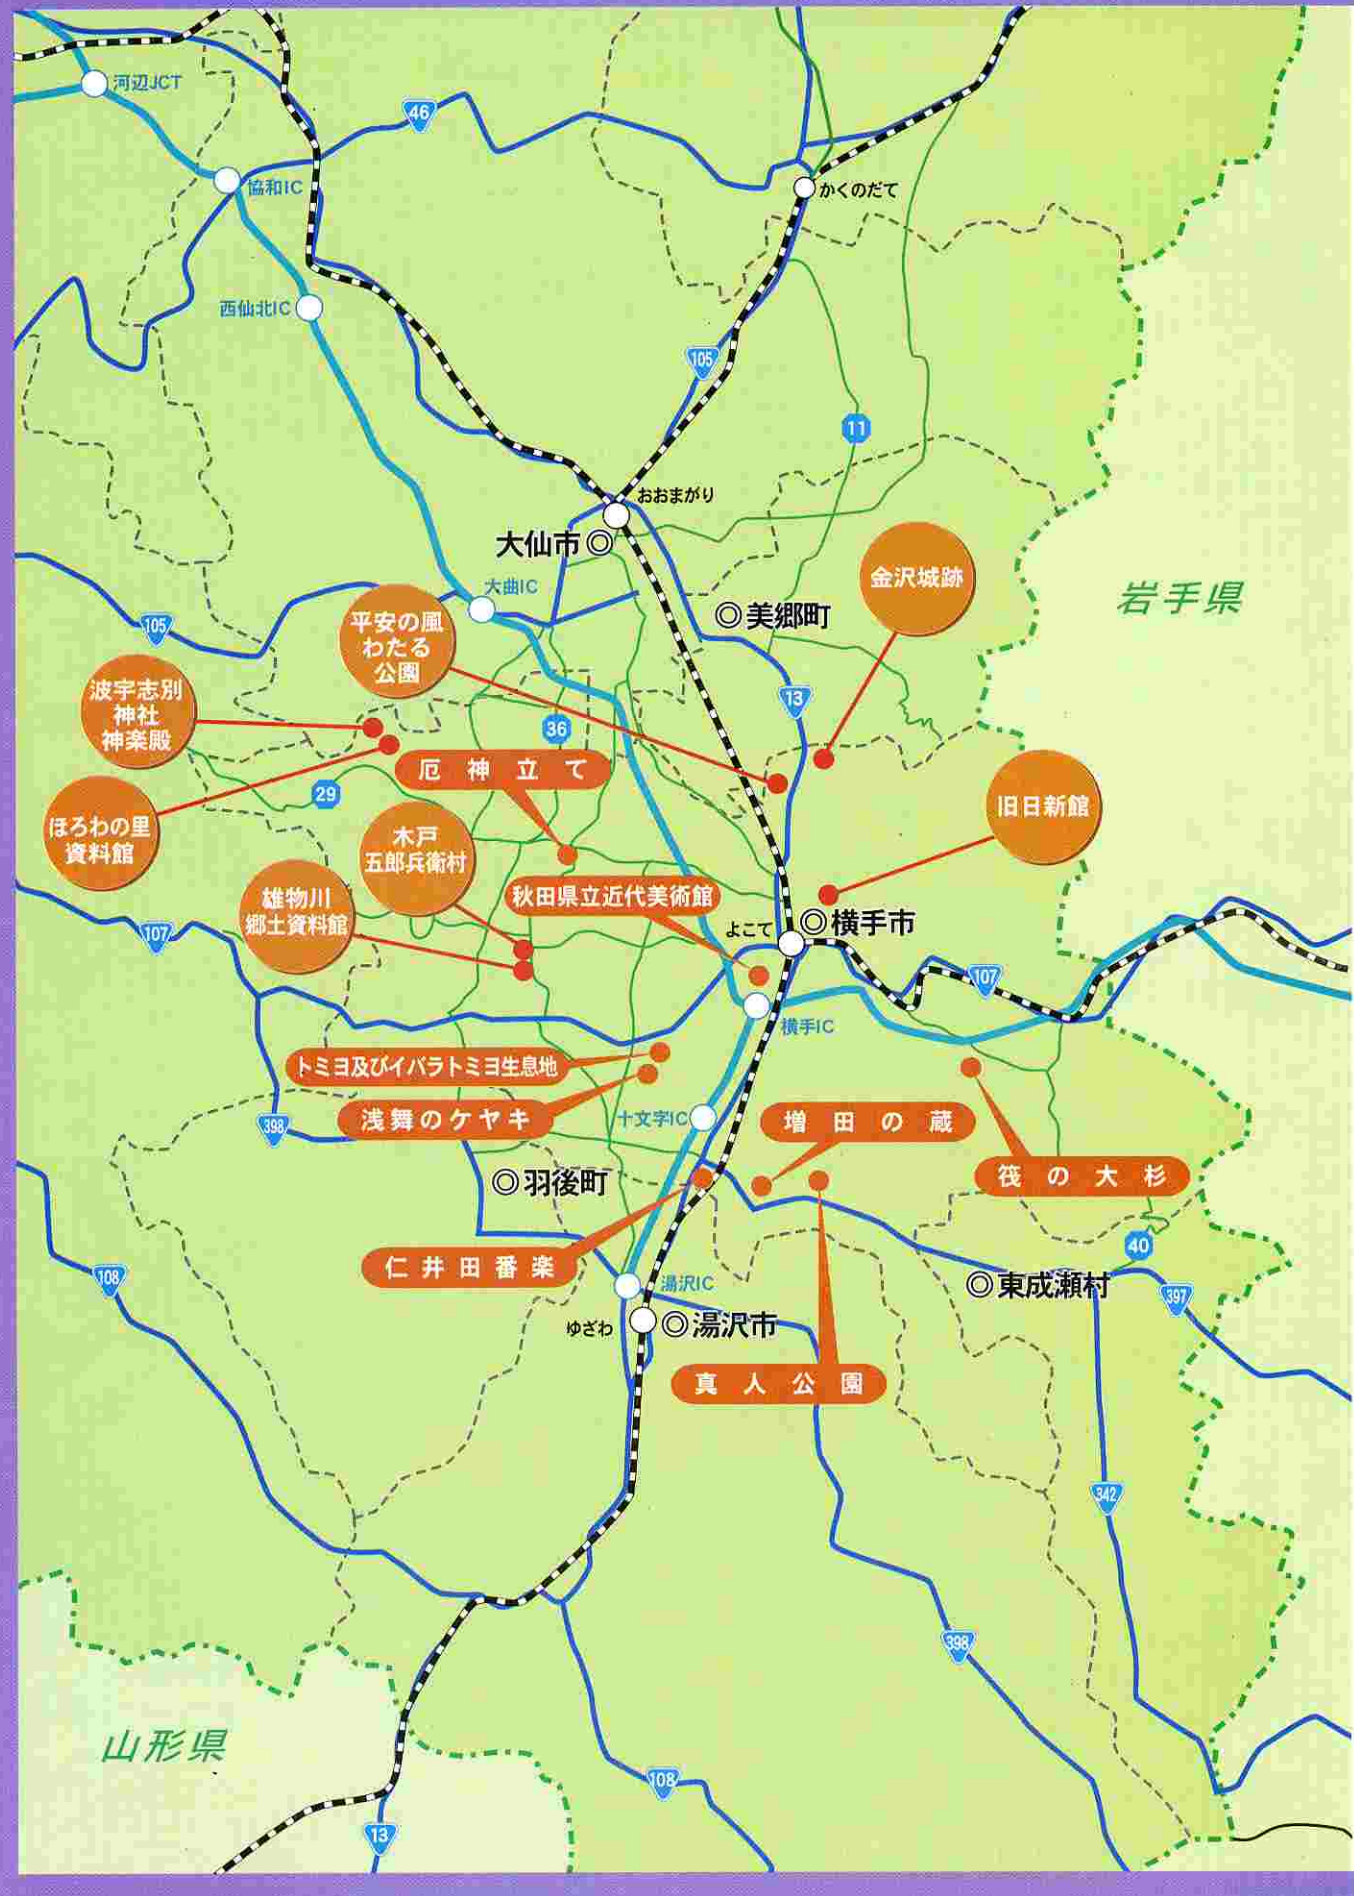 河辺JCT
46
協和IC
かくのだて
西仙北IC
105
11
おおまがり
大仙市
大曲IC
金沢城跡
岩手県
美郷町
平安の風
わたる
公園
105
波宇志別
神社
神楽殿
13
36
厄神立て
29
旧日新館
ほろわの里
資料館
木戸
五郎兵衛村
秋田県立近代美術館
雄物川
郷土資料館
よこて
横手市
107
107
横手IC
トミヨ及びイバラトミヨ生息地
浅舞のケヤキ
十文字IC
増田の蔵
398
筏の大杉
羽後町
40
仁井田番楽
湯沢IC
東成瀬村
397
108
ゆざわ
湯沢市
真人公園
342
398
山形県
108
13